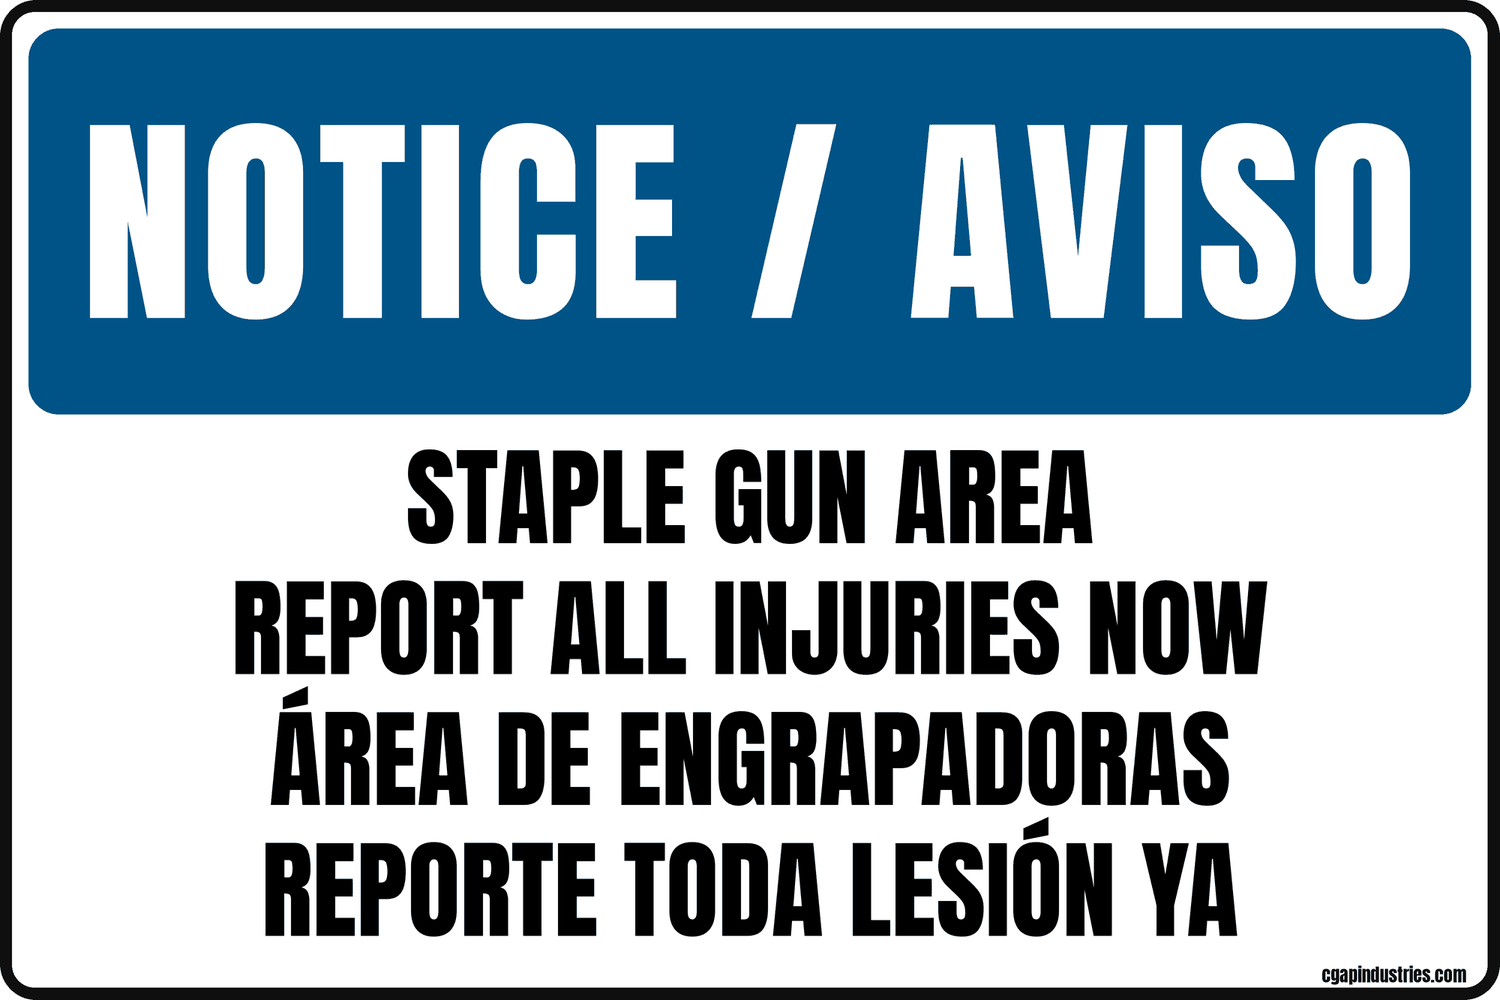 NOTICE / AVISO
STAPLE GUN AREA
REPORT ALL INJURIES NOW
ÁREA DE ENGRAPADORAS
REPORTE TODA LESIÓN YA
cgapindustries.com